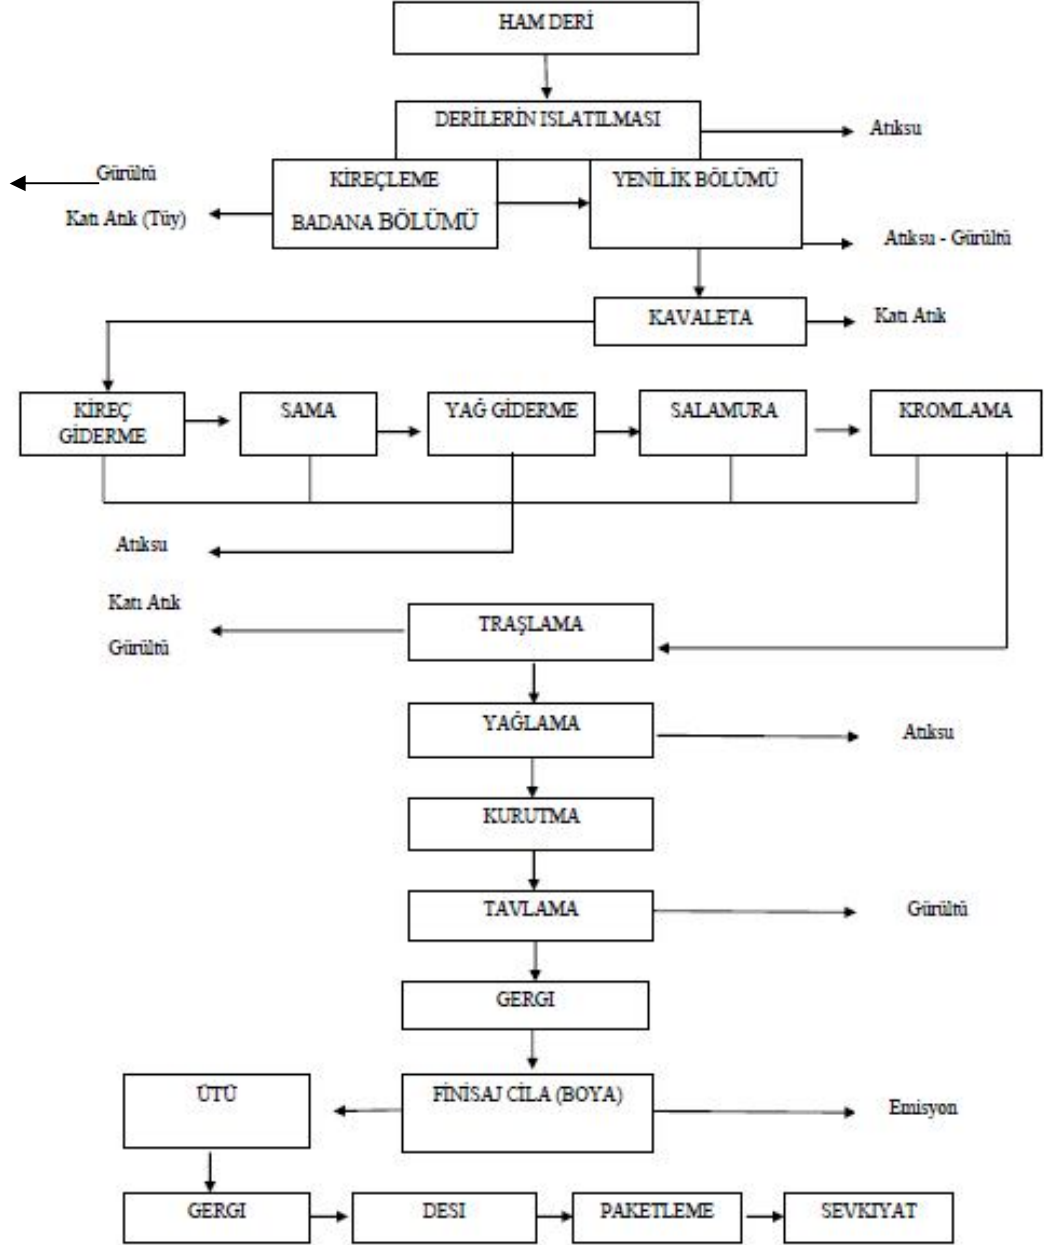 HAM DERİ
DERİLERİN ISLATILMASI
Atıksu
Gürültü
KİREÇLEME
YENİLİK BÖLÜMÜ
Katı Atık (Tüy)
BADANA BÖLÜMÜ
Atıksu - Gürültü
KAVALETA
Katı Atık
KİREÇ
GİDERME
SAMA
YAĞ GİDERME
SALAMURA
KROMLAMA
Atıksu
Katı Atık
Gürültü
TRAŞLAMA
YAĞLAMA
Atıksu
KURUTMA
TAVLAMA
Gürültü
GERGI
ÜTÜ
FİNİSAJ CİLA (BOYA)
Emisyon
GERGI
DESI
PAKETLEME
SEVKIYAT